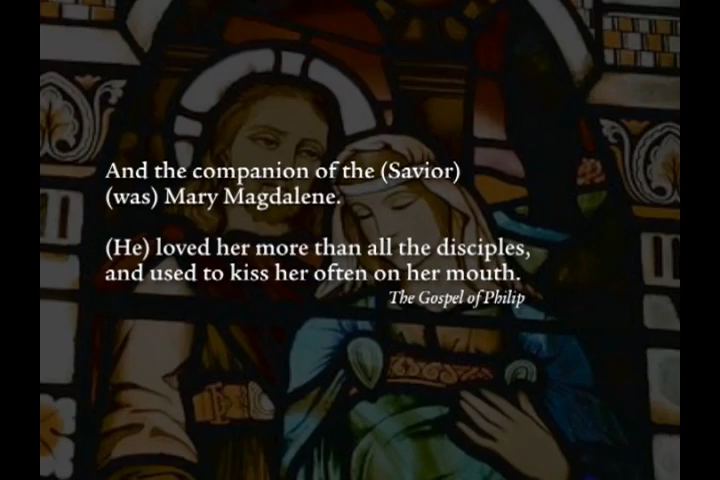 And the companion of the (Savior)
(was) Mary Magdalene.
(He) loved her more than all the disciples,
and used to kiss her often on her mouth.
The Gospel of Philip